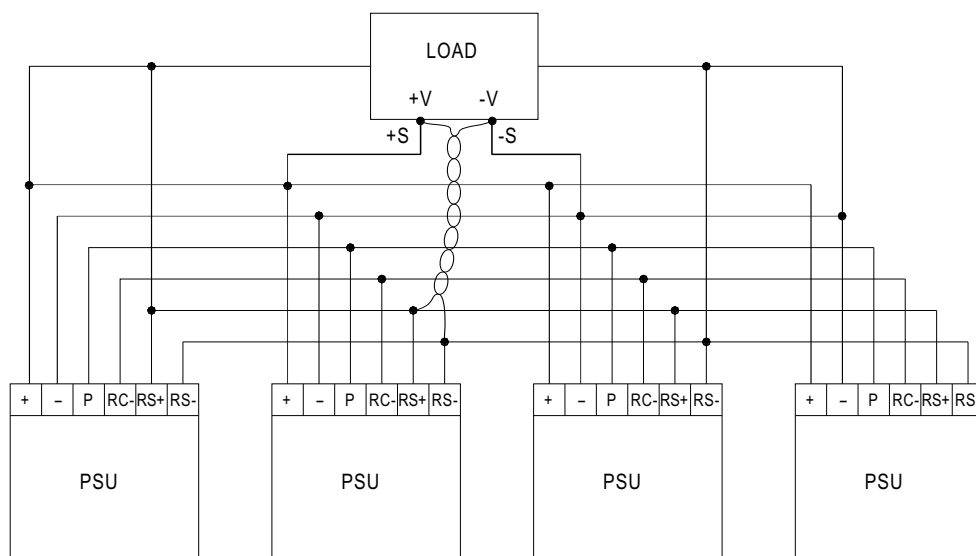 LOAD
+V -V
+S -S
+ – P RC- RS+ RS-
+ – P RC- RS+ RS-
+ – P RC- RS+ RS-
+ – P RC- RS+ RS
PSU PSU PSU PSU